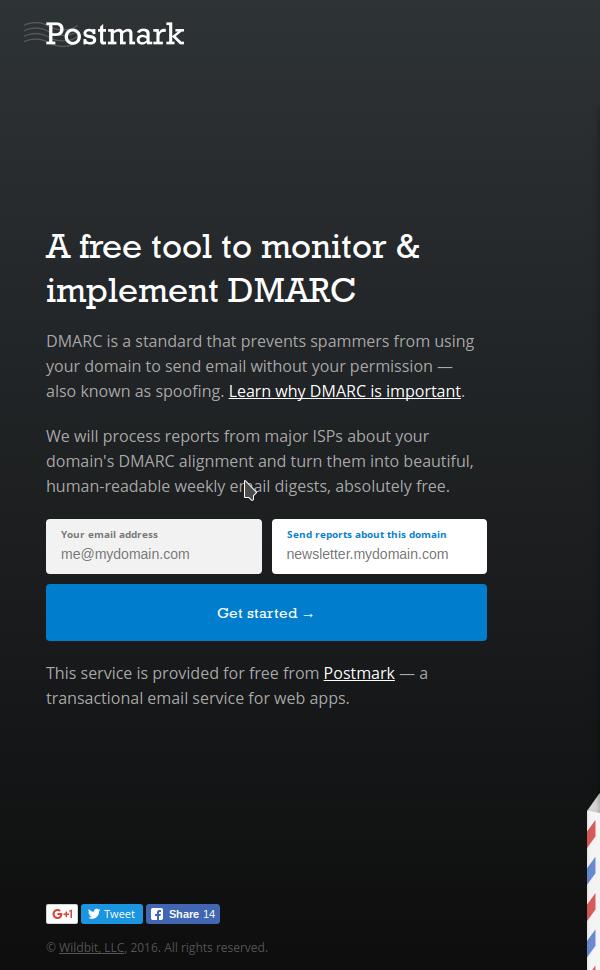 Postmark
A free tool to monitor &
implement DMARC
DMARC is a standard that prevents spammers from using
your domain to send email without your permission —
also known as spoofing. Learn why DMARC is important.
We will process reports from major ISPs about your
domain's DMARC alignment and turn them into beautiful,
human-readable weekly email digests, absolutely free.
Your email address
me@mydomain.com
Send reports about this domain
newsletter.mydomain.com
Get started →
This service is provided for free from Postmark — a
transactional email service for web apps.
G+1 Tweet Share 14
© Wildbit, LLC, 2016. All rights reserved.